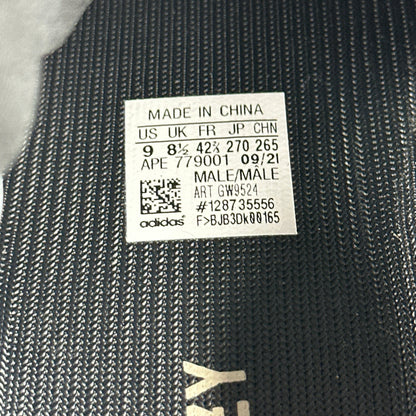 MADE IN CHINA
US UK FR JP CHN
9 8½ 42⅔ 270 265
APE 779001 09/21
MALE/MALE
ART GW9524
#128735556
adidas F>BJB3Dk00165
ZY